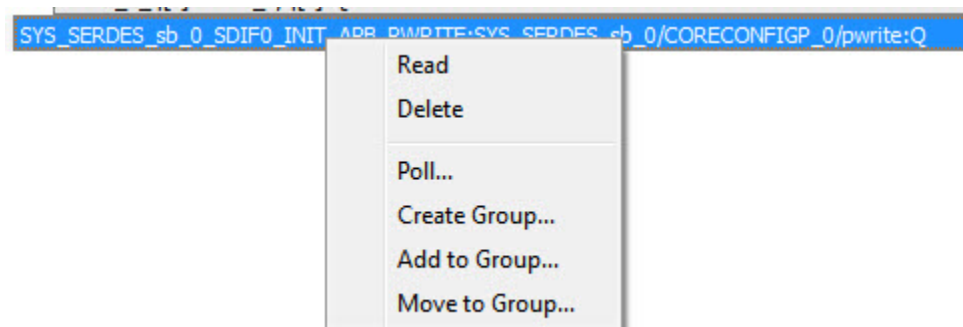 SYS_SERDES_sb_0_SDIF0_INIT_APB_PWRITE:SYS_SERDES_sb_0/CORECONFIGP_0/pwrite:Q
Read
Delete
Poll...
Create Group...
Add to Group...
Move to Group...